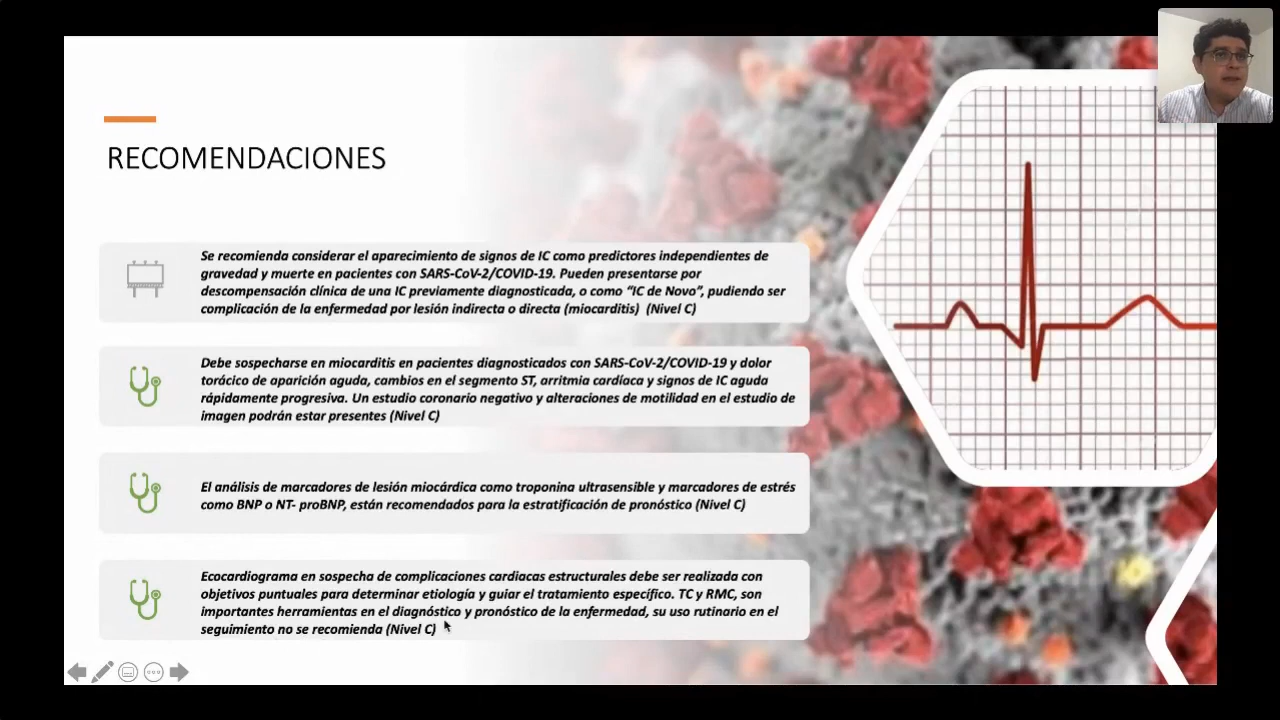 RECOMENDACIONES
Se recomienda considerar el aparecimiento de signos de IC como predictores independientes de
gravedad y muerte en pacientes con SARS-CoV-2/COVID-19. Pueden presentarse por
descompensación clínica de una IC previamente diagnosticada, o como “IC de Novo”, pudiendo ser
complicación de la enfermedad por lesión indirecta o directa (miocarditis) (Nivel C)
Debe sospecharse en miocarditis en pacientes diagnosticados con SARS-CoV-2/COVID-19 y dolor
torácico de aparición aguda, cambios en el segmento ST, arritmia cardíaca y signos de IC aguda
rápidamente progresiva. Un estudio coronario negativo y alteraciones de motilidad en el estudio de
imagen podrán estar presentes (Nivel C)
El análisis de marcadores de lesión miocárdica como troponina ultrasensible y marcadores de estrés
como BNP o NT- proBNP, están recomendados para la estratificación de pronóstico (Nivel C)
Ecocardiograma en sospecha de complicaciones cardiacas estructurales debe ser realizada con
objetivos puntuales para determinar etiología y guiar el tratamiento específico. TC y RMC, son
importantes herramientas en el diagnóstico y pronóstico de la enfermedad, su uso rutinario en el
seguimiento no se recomienda (Nivel C)